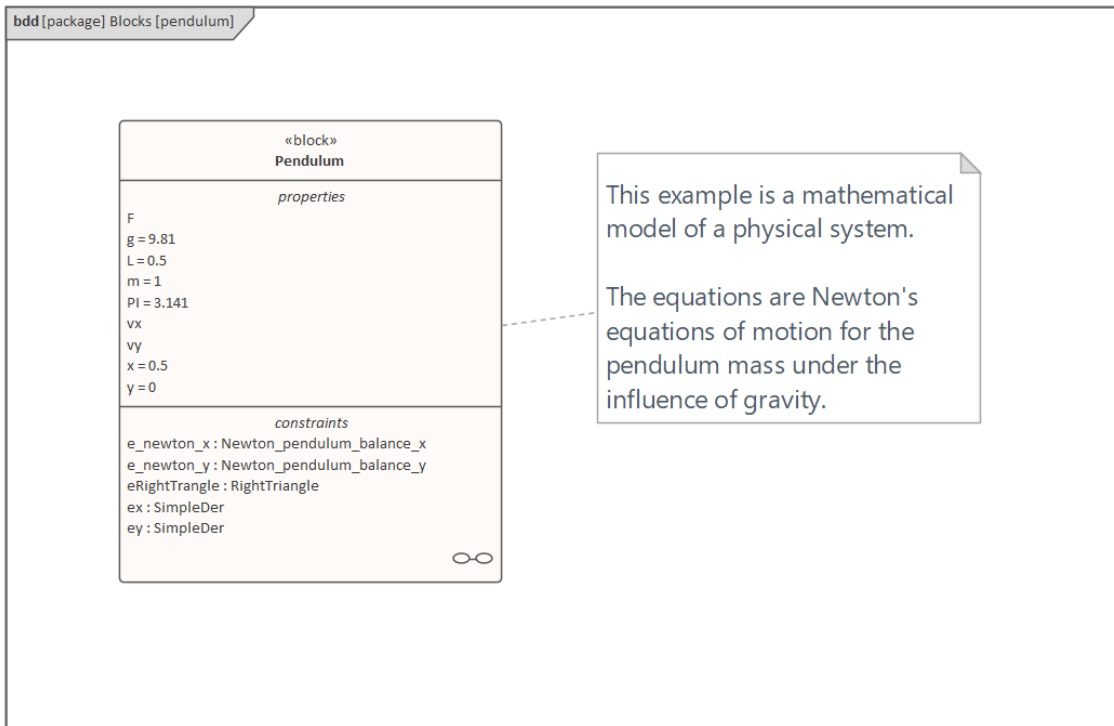 bdd [package] Blocks [pendulum]
«block»
Pendulum
properties
F
g = 9.81
L = 0.5
m = 1
PI = 3.141
vx
vy
x = 0.5
y = 0
constraints
e_newton_x : Newton_pendulum_balance_x
e_newton_y : Newton_pendulum_balance_y
eRightTrangle : RightTriangle
ex : SimpleDer
ey : SimpleDer
This example is a mathematical
model of a physical system.
The equations are Newton's
equations of motion for the
pendulum mass under the
influence of gravity.